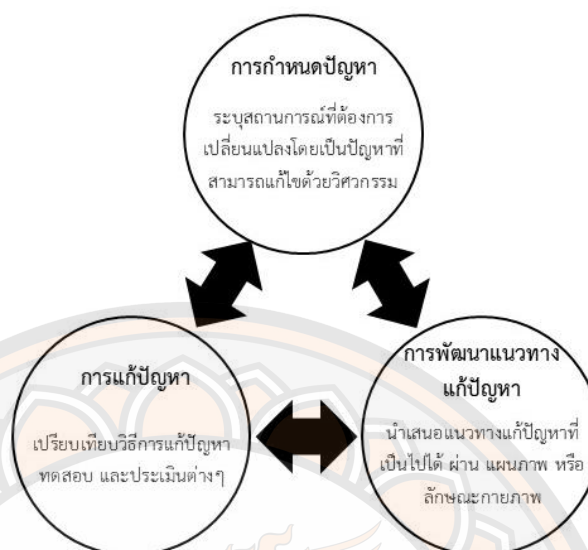 การกำหนดปัญหา
ระบุสถานการณ์ที่ต้องการ
เปลี่ยนแปลงโดยเป็นปัญหาที่
สามารถแก้ไขด้วยวิศวกรรม
การแก้ปัญหา
เปรียบเทียบวิธีการแก้ปัญหา
ทดสอบ และประเมินต่างๆ
การพัฒนาแนวทาง
แก้ปัญหา
นำเสนอแนวทางแก้ปัญหาที่
เป็นไปได้ ผ่าน แผนภาพ หรือ
ลักษณะกายภาพ